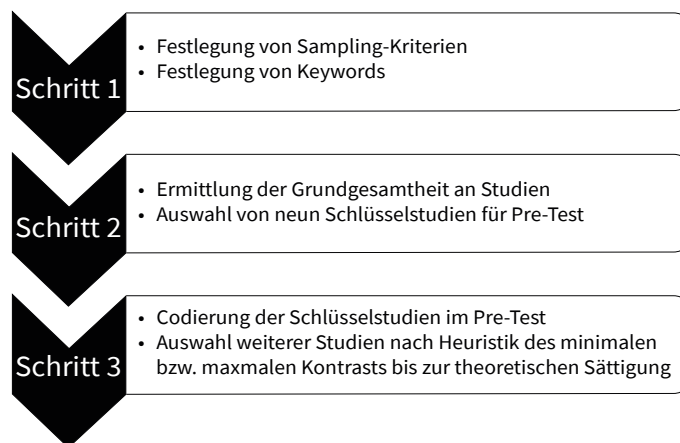 Schritt 1
• Festlegung von Sampling-Kriterien
• Festlegung von Keywords
Schritt 2
• Ermittlung der Grundgesamtheit an Studien
• Auswahl von neun Schlüsselstudien für Pre-Test
Schritt 3
• Codierung der Schlüsselstudien im Pre-Test
• Auswahl weiterer Studien nach Heuristik des minimalen
bzw. maxmalen Kontrasts bis zur theoretischen Sättigung